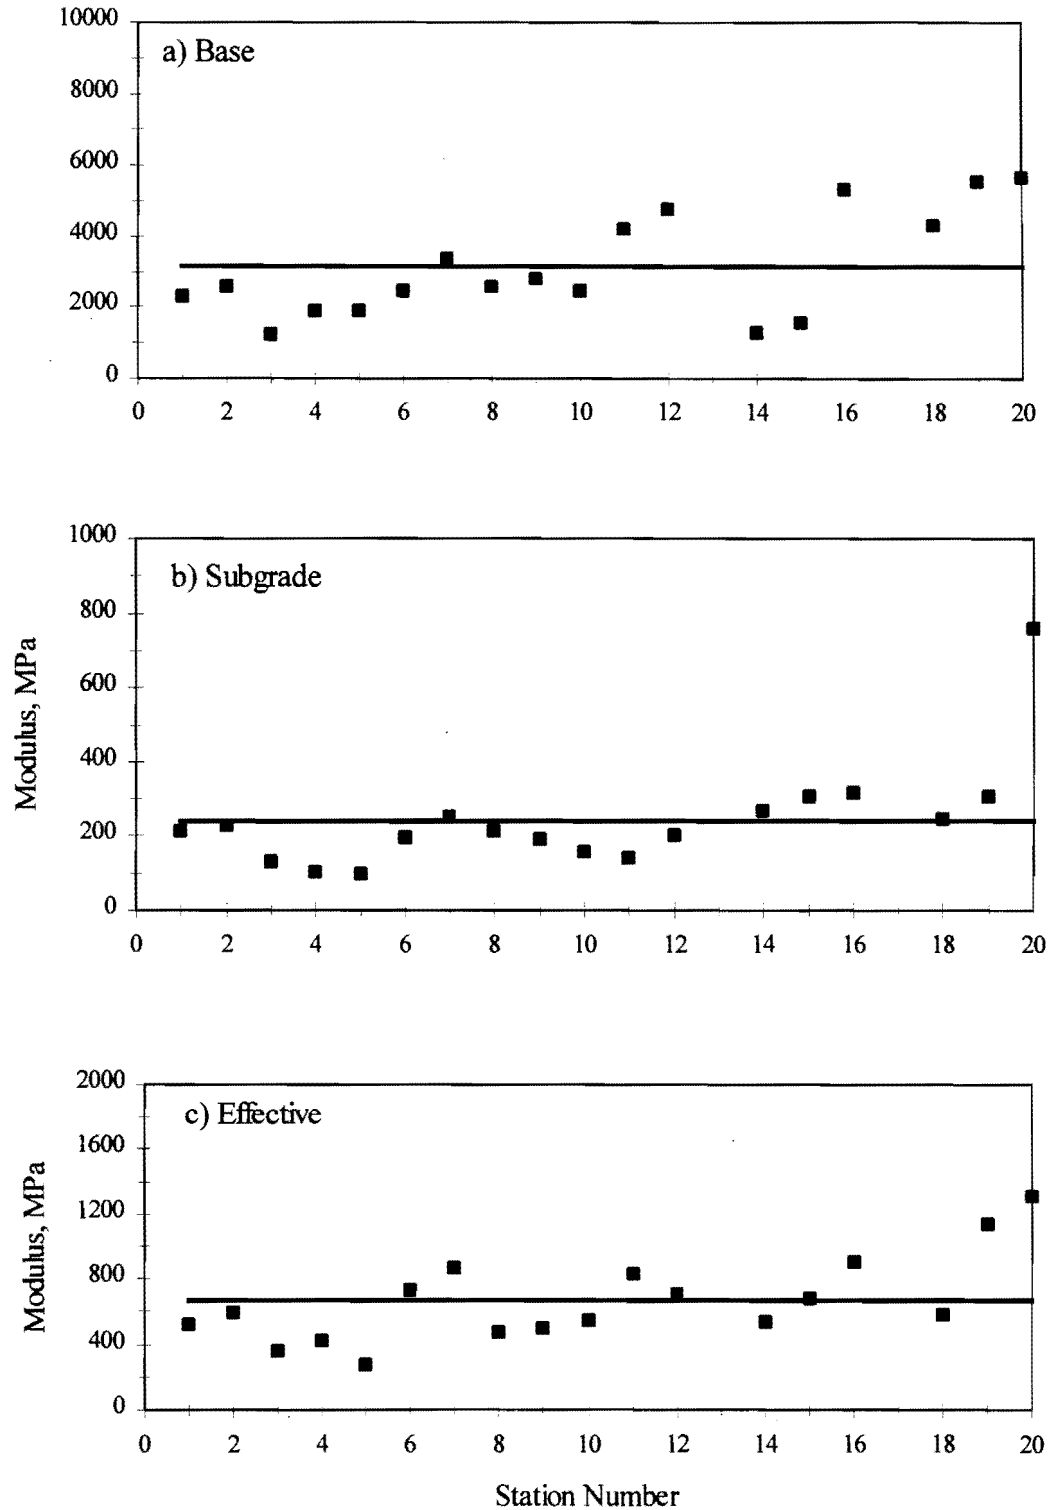 10000
a) Base
8000
6000
4000
2000
0
0 2 4 6 8 10 12 14 16 18 20
1000
b) Subgrade
800
600
400
200
0
Modulus, MPa
0 2 4 6 8 10 12 14 16 18 20
2000
c) Effective
1600
1200
800
400
0
Modulus, MPa
0 2 4 6 8 10 12 14 16 18 20
Station Number